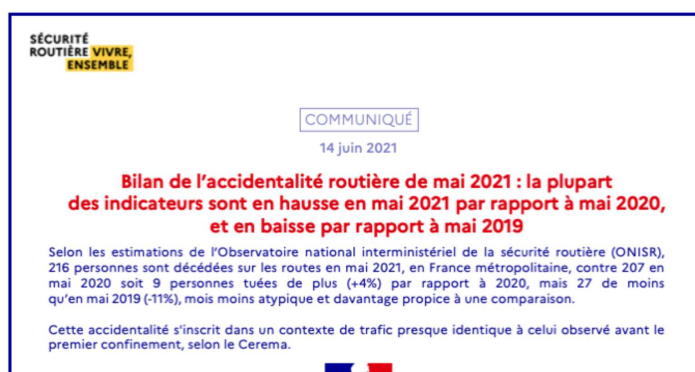 SÉCURITÉ
ROUTIÈRE VIVRE,
ENSEMBLE
COMMUNIQUÉ
14 juin 2021
Bilan de l'accidentalité routière de mai 2021 : la plupart
des indicateurs sont en hausse en mai 2021 par rapport à mai 2020,
et en baisse par rapport à mai 2019
Selon les estimations de l'Observatoire national interministériel de la sécurité routière (ONISR),
216 personnes sont décédées sur les routes en mai 2021, en France métropolitaine, contre 207 en
mai 2020 soit 9 personnes tuées de plus (+4%) par rapport à 2020, mais 27 de moins
qu'en mai 2019 (-11%), mois moins atypique et davantage propice à une comparaison.
Cette accidentalité s'inscrit dans un contexte de trafic presque identique à celui observé avant le
premier confinement, selon le Cerema.